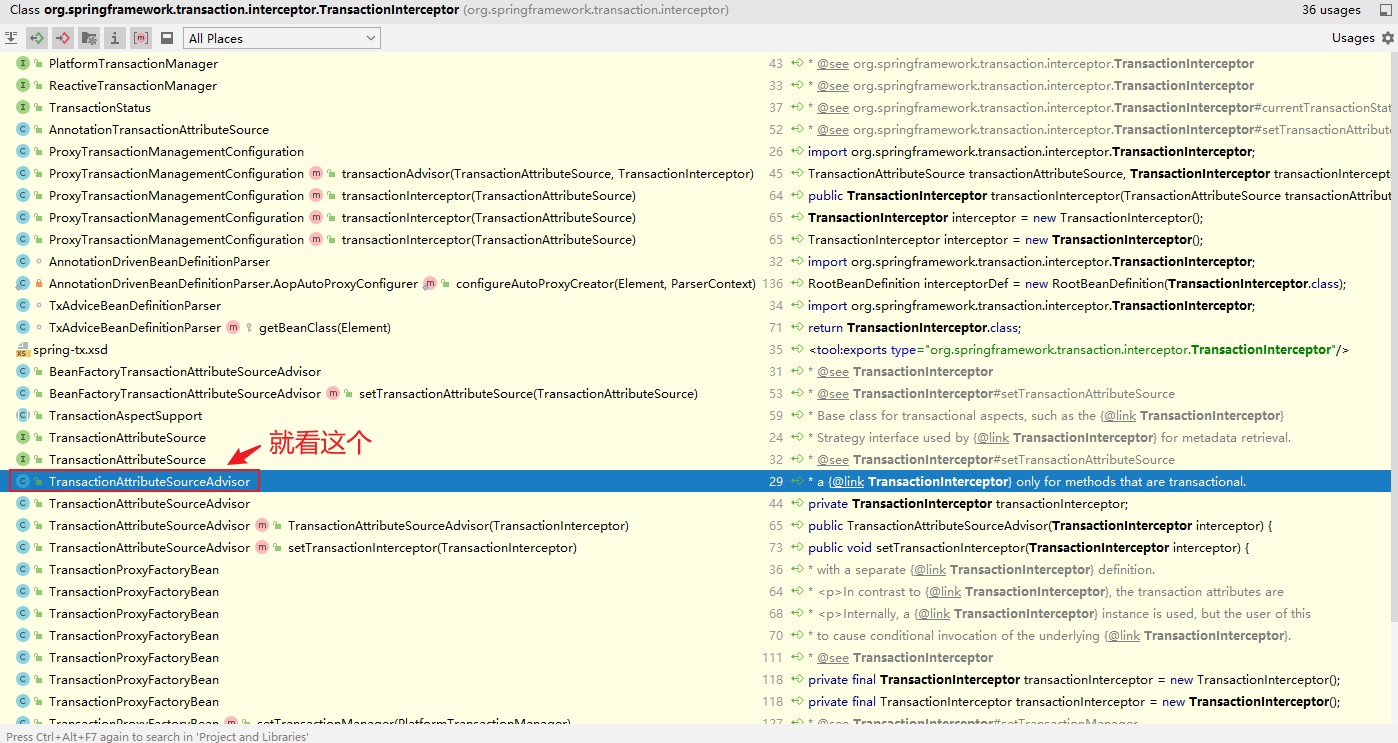 Class org.springframework.transaction.interceptor.TransactionInterceptor (org.springframework.transaction.interceptor) 36 usages
All Places Usages
PlatformTransactionManager 43 * @see org.springframework.transaction.interceptor.TransactionInterceptor
ReactiveTransactionManager 33 * @see org.springframework.transaction.interceptor.TransactionInterceptor
TransactionStatus 37 * @see org.springframework.transaction.interceptor.TransactionInterceptor#currentTransactionStat
AnnotationTransactionAttributeSource 52 * @see org.springframework.transaction.interceptor.TransactionInterceptor#setTransactionAttribute
ProxyTransactionManagementConfiguration 26 import org.springframework.transaction.interceptor.TransactionInterceptor;
ProxyTransactionManagementConfiguration transactionAdvisor(TransactionAttributeSource, TransactionInterceptor) 45 TransactionAttributeSource transactionAttributeSource, TransactionInterceptor transactionIntercept
ProxyTransactionManagementConfiguration transactionInterceptor(TransactionAttributeSource) 64 public TransactionInterceptor transactionInterceptor(TransactionAttributeSource transactionAttribut
ProxyTransactionManagementConfiguration transactionInterceptor(TransactionAttributeSource) 65 TransactionInterceptor interceptor = new TransactionInterceptor();
ProxyTransactionManagementConfiguration transactionInterceptor(TransactionAttributeSource) 65 TransactionInterceptor interceptor = new TransactionInterceptor();
AnnotationDrivenBeanDefinitionParser 32 import org.springframework.transaction.interceptor.TransactionInterceptor;
AnnotationDrivenBeanDefinitionParser.AopAutoProxyConfigurer configureAutoProxyCreator(Element, ParserContext) 136 RootBeanDefinition interceptorDef = new RootBeanDefinition(TransactionInterceptor.class);
TxAdviceBeanDefinitionParser 34 import org.springframework.transaction.interceptor.TransactionInterceptor;
TxAdviceBeanDefinitionParser getBeanClass(Element) 71 return TransactionInterceptor.class;
spring-tx.xsd 35 <tool:exports type="org.springframework.transaction.interceptor.TransactionInterceptor"/>
BeanFactoryTransactionAttributeSourceAdvisor 31 * @see TransactionInterceptor
BeanFactoryTransactionAttributeSourceAdvisor setTransactionAttributeSource(TransactionAttributeSource) 53 * @see TransactionInterceptor#setTransactionAttributeSource
TransactionAspectSupport 59 * Base class for transactional aspects, such as the {@link TransactionInterceptor}
TransactionAttributeSource 24 * Strategy interface used by {@link TransactionInterceptor} for metadata retrieval.
就看这个
TransactionAttributeSource 32 * @see TransactionInterceptor#setTransactionAttributeSource
TransactionAttributeSourceAdvisor 29 * a {@link TransactionInterceptor} only for methods that are transactional.
TransactionAttributeSourceAdvisor 44 private TransactionInterceptor transactionInterceptor;
TransactionAttributeSourceAdvisor TransactionAttributeSourceAdvisor(TransactionInterceptor) 65 public TransactionAttributeSourceAdvisor(TransactionInterceptor interceptor) {
TransactionAttributeSourceAdvisor setTransactionInterceptor(TransactionInterceptor) 73 public void setTransactionInterceptor(TransactionInterceptor interceptor) {
TransactionProxyFactoryBean 36 * with a separate {@link TransactionInterceptor} definition.
TransactionProxyFactoryBean 64 * <p>In contrast to {@link TransactionInterceptor}, the transaction attributes are
TransactionProxyFactoryBean 68 * <p>Internally, a {@link TransactionInterceptor} instance is used, but the user of this
TransactionProxyFactoryBean 70 * to cause conditional invocation of the underlying {@link TransactionInterceptor}.
TransactionProxyFactoryBean 111 * @see TransactionInterceptor
TransactionProxyFactoryBean 118 private final TransactionInterceptor transactionInterceptor = new TransactionInterceptor();
TransactionProxyFactoryBean 118 private final TransactionInterceptor transactionInterceptor = new TransactionInterceptor();
TransactionProxyFactoryBean setTransactionManager(PlatformTransactionManager) 127 * @see TransactionInterceptor#setTransactionManager
Press Ctrl+Alt+F7 again to search in 'Project and Libraries'